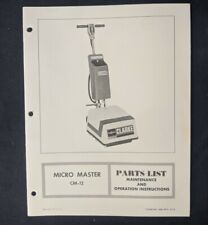 CLARKE
MICRO MASTER
CM-12
PARTS LIST
MAINTENANCE
AND
OPERATION INSTRUCTIONS